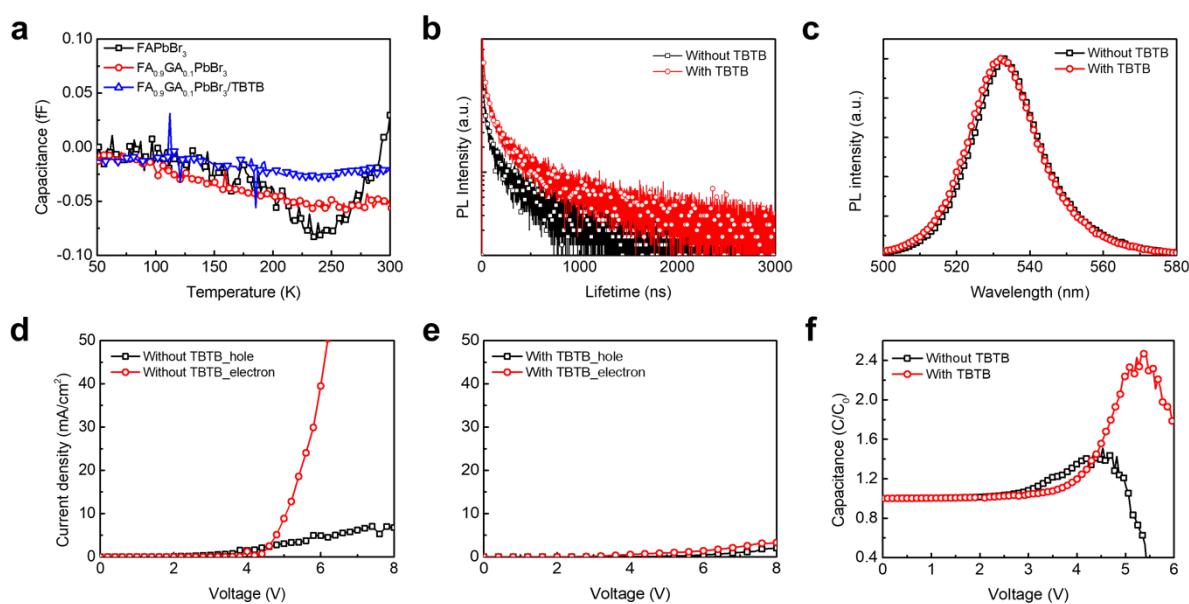 a
0.10
0.05
0.00
-0.05
-0.10
Capacitance (fF)
FAPbBr₃
FA₀.₉GA₀.₁PbBr₃
FA₀.₉GA₀.₁PbBr₃/TBTB
50 100 150 200 250 300
Temperature (K)
b
PL Intensity (a.u.)
Without TBTB
With TBTB
0 1000 2000 3000
Lifetime (ns)
c
PL intensity (a.u.)
Without TBTB
With TBTB
500 520 540 560 580
Wavelength (nm)
d
50
40
30
20
10
0
Current density (mA/cm²)
Without TBTB_hole
Without TBTB_electron
0 2 4 6 8
Voltage (V)
e
50
40
30
20
10
0
With TBTB_hole
With TBTB_electron
0 2 4 6 8
Voltage (V)
f
2.4
2.0
1.6
1.2
0.8
0.4
Capacitance (C/C₀)
Without TBTB
With TBTB
0 1 2 3 4 5 6
Voltage (V)